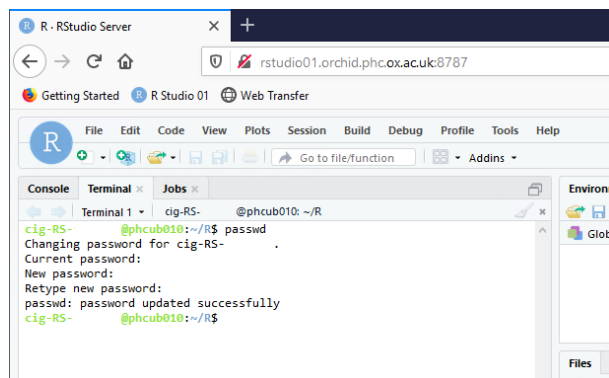 R - RStudio Server
rstudio01.orchid.phc.ox.ac.uk:8787
Getting Started R R Studio 01 Web Transfer
R File Edit Code View Plots Session Build Debug Profile Tools Help
Go to file/function Addins
Console Terminal Jobs Environ
Terminal 1 cig-RS- @phcub010: ~/R
Glob
cig-RS- @phcub010:~/R$ passwd
Changing password for cig-RS- .
Current password:
New password:
Retype new password:
passwd: password updated successfully
cig-RS- @phcub010:~/R$
Files